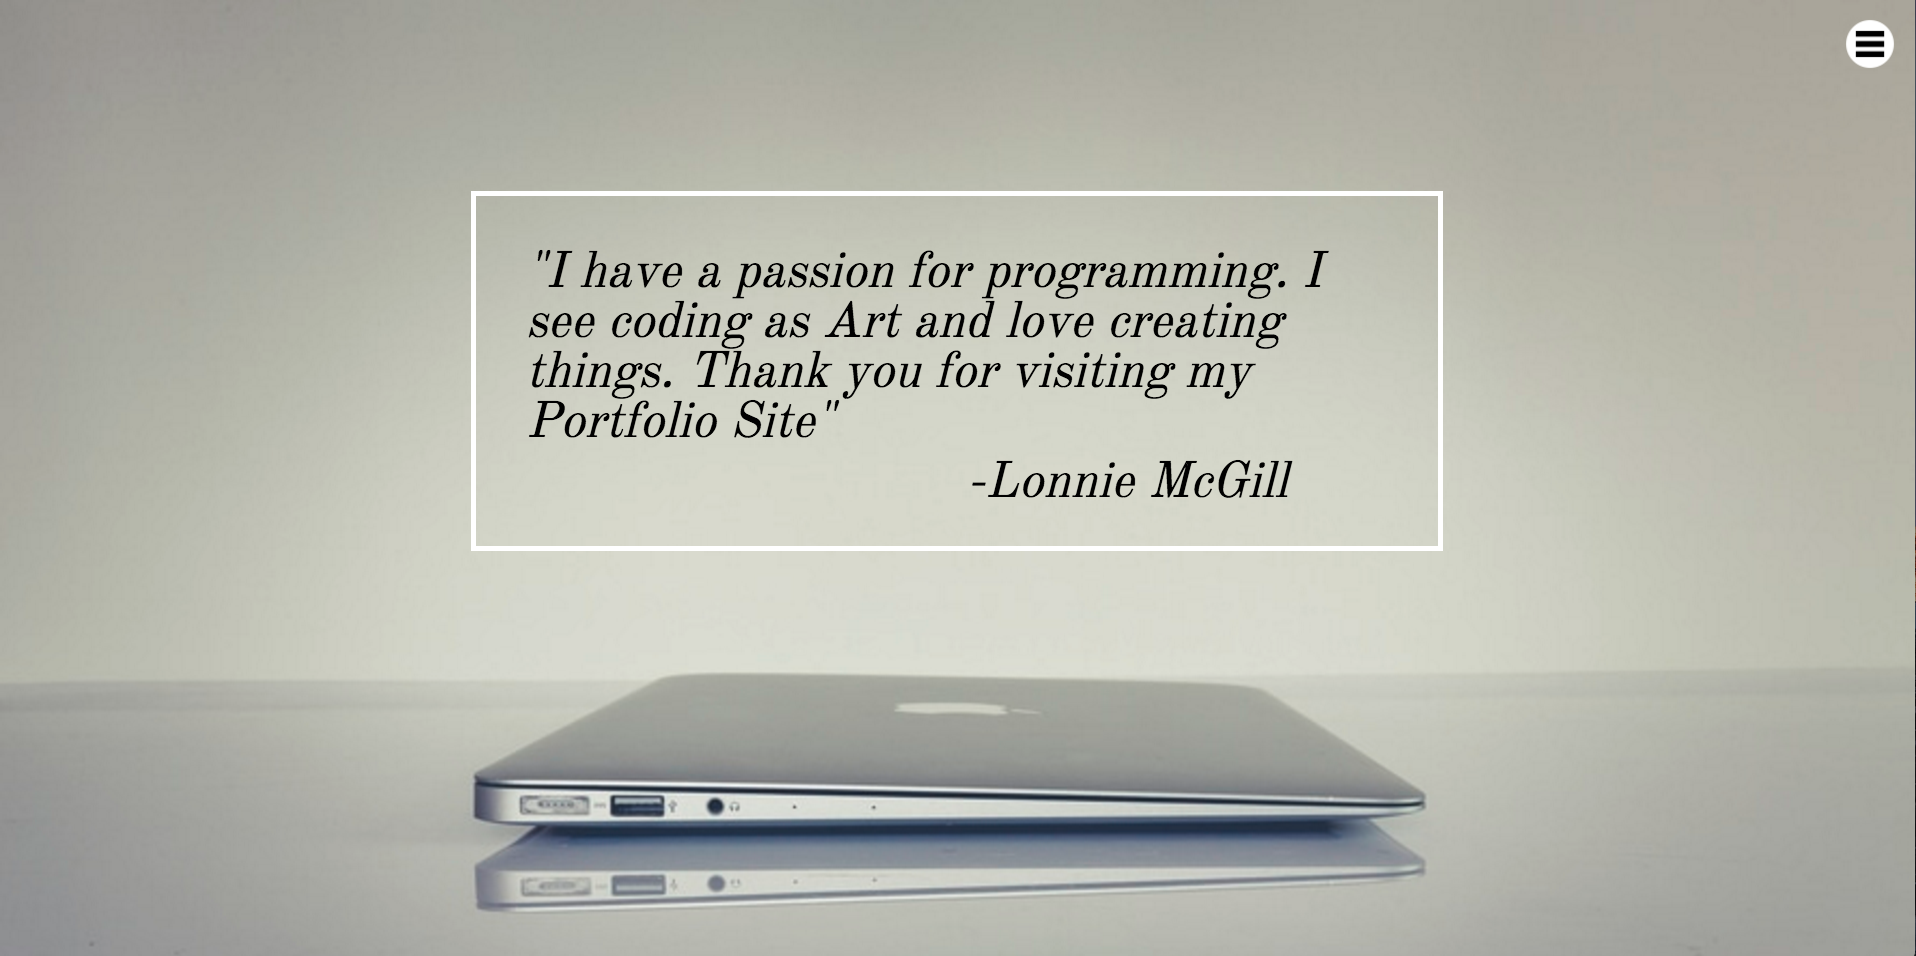 "I have a passion for programming. I
see coding as Art and love creating
things. Thank you for visiting my
Portfolio Site"
-Lonnie McGill